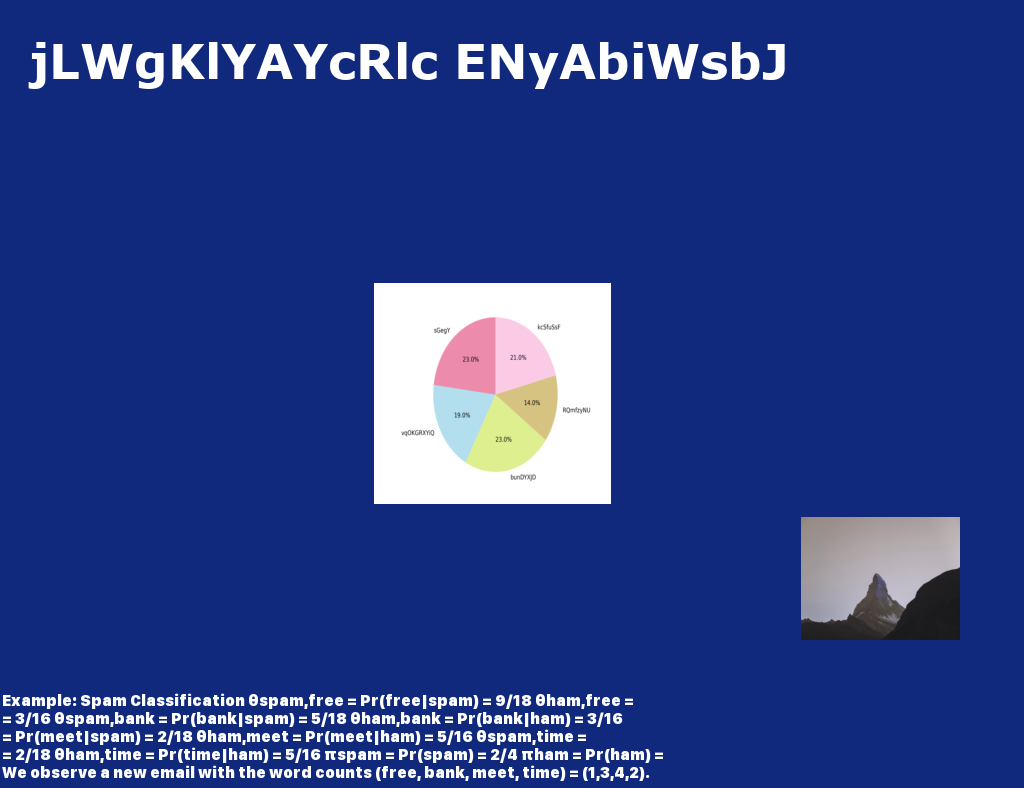 jLWgKlYAYcRlc ENyAbiWsbJ
sGegY
kcSfuSsF
23.0%
21.0%
14.0%
RQmfzyNU
19.0%
vqOKGRXYiQ
23.0%
bunDYXJD
Example: Spam Classification θspam,free = Pr(free|spam) = 9/18 θham,free =
= 3/16 θspam,bank = Pr(bank|spam) = 5/18 θham,bank = Pr(bank|ham) = 3/16
= Pr(meet|spam) = 2/18 θham,meet = Pr(meet|ham) = 5/16 θspam,time =
= 2/18 θham,time = Pr(time|ham) = 5/16 πspam = Pr(spam) = 2/4 πham = Pr(ham) =
We observe a new email with the word counts (free, bank, meet, time) = (1,3,4,2).